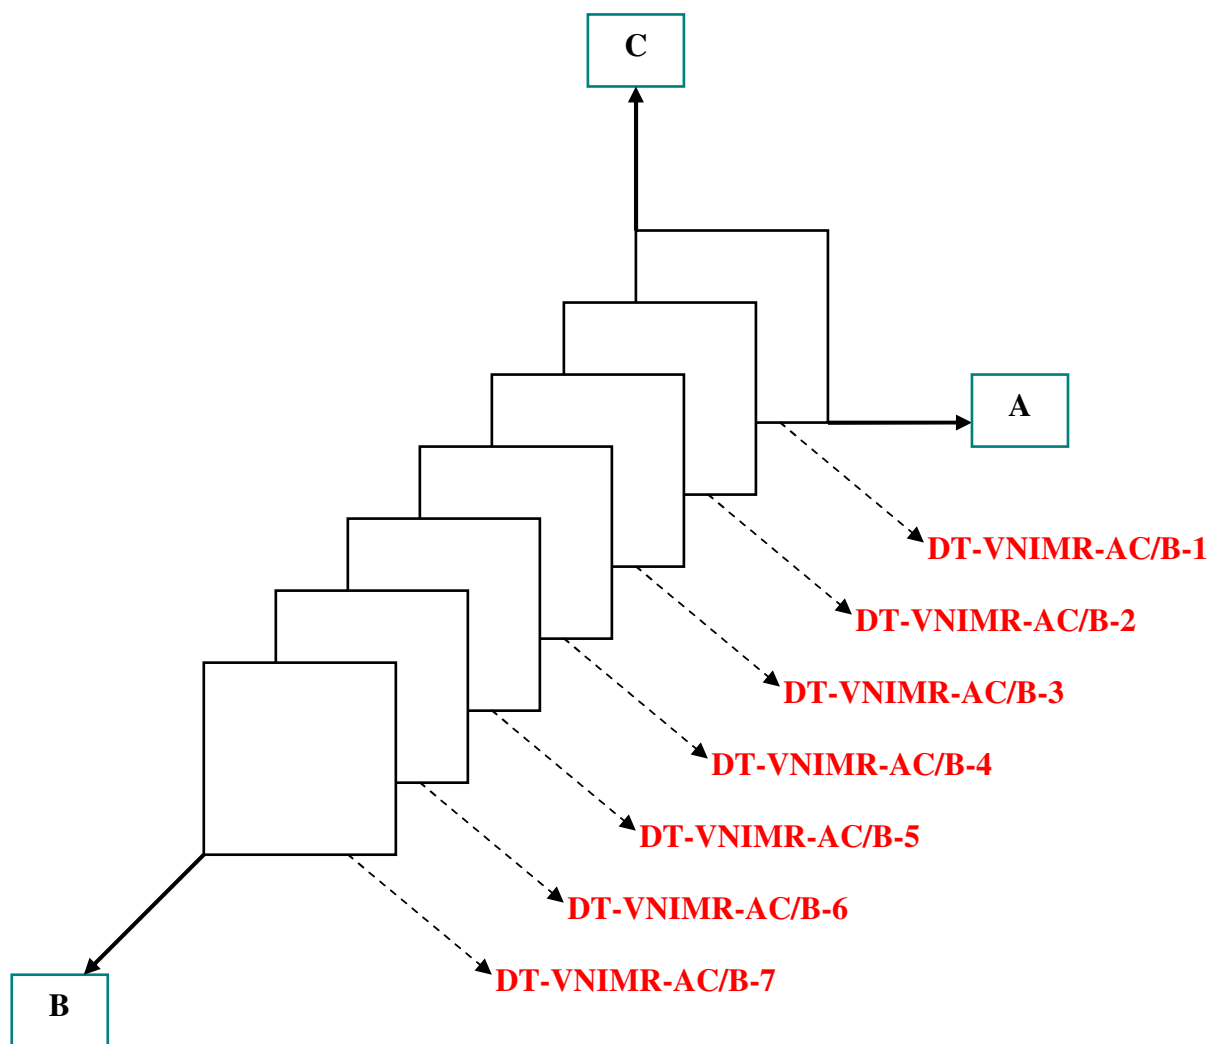 C
A
DT-VNIMR-AC/B-1
DT-VNIMR-AC/B-2
DT-VNIMR-AC/B-3
DT-VNIMR-AC/B-4
DT-VNIMR-AC/B-5
DT-VNIMR-AC/B-6
DT-VNIMR-AC/B-7
B